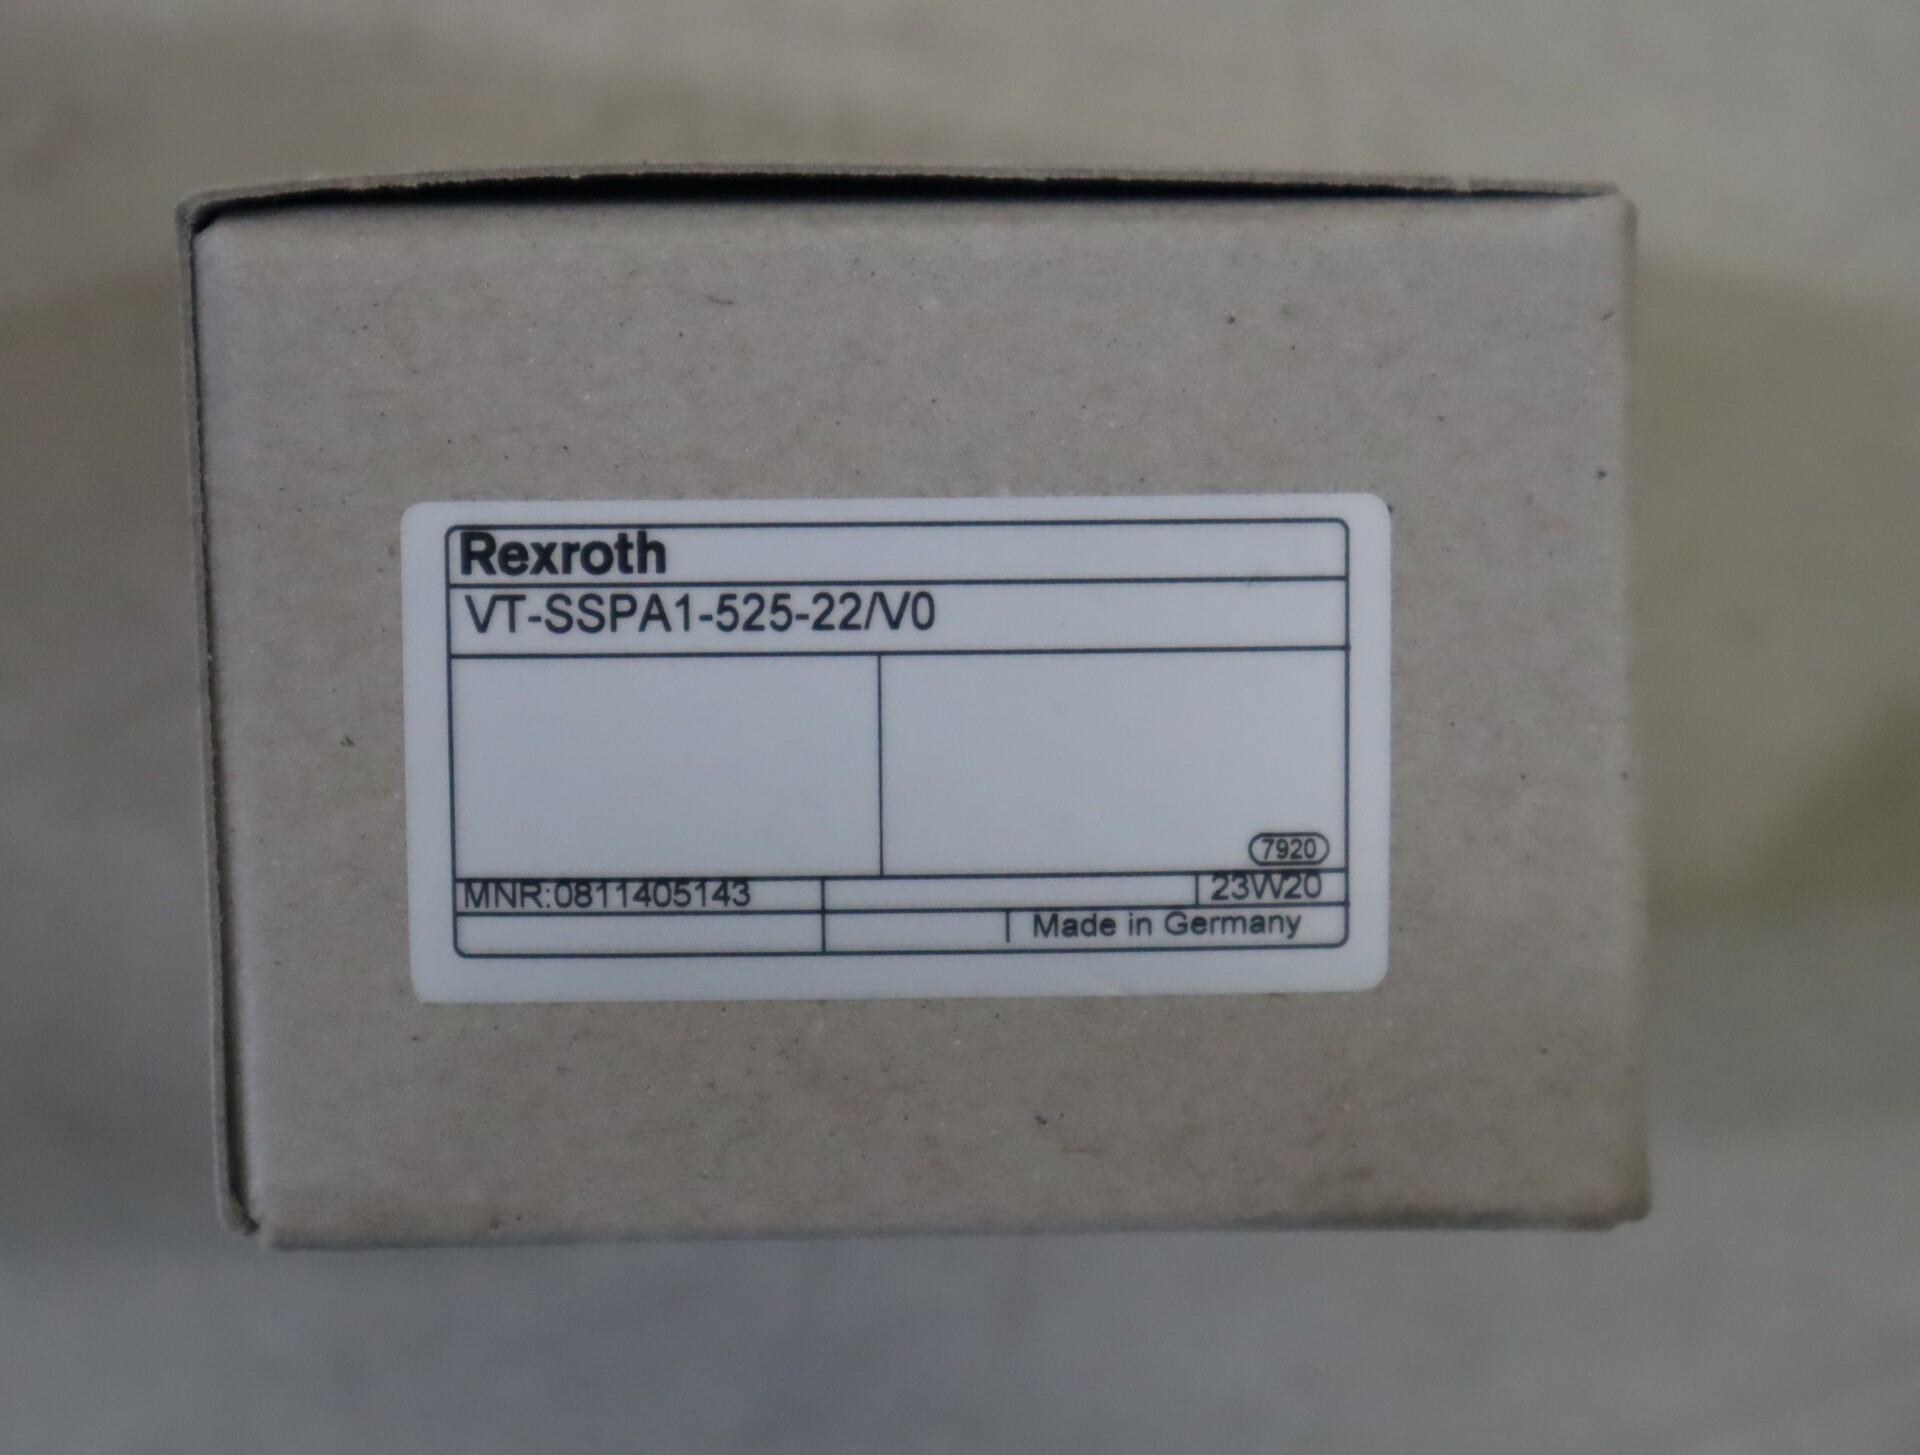 Rexroth
VT-SSPA1-525-22/V0
7920
MNR:0811405143 23W20
Made in Germany